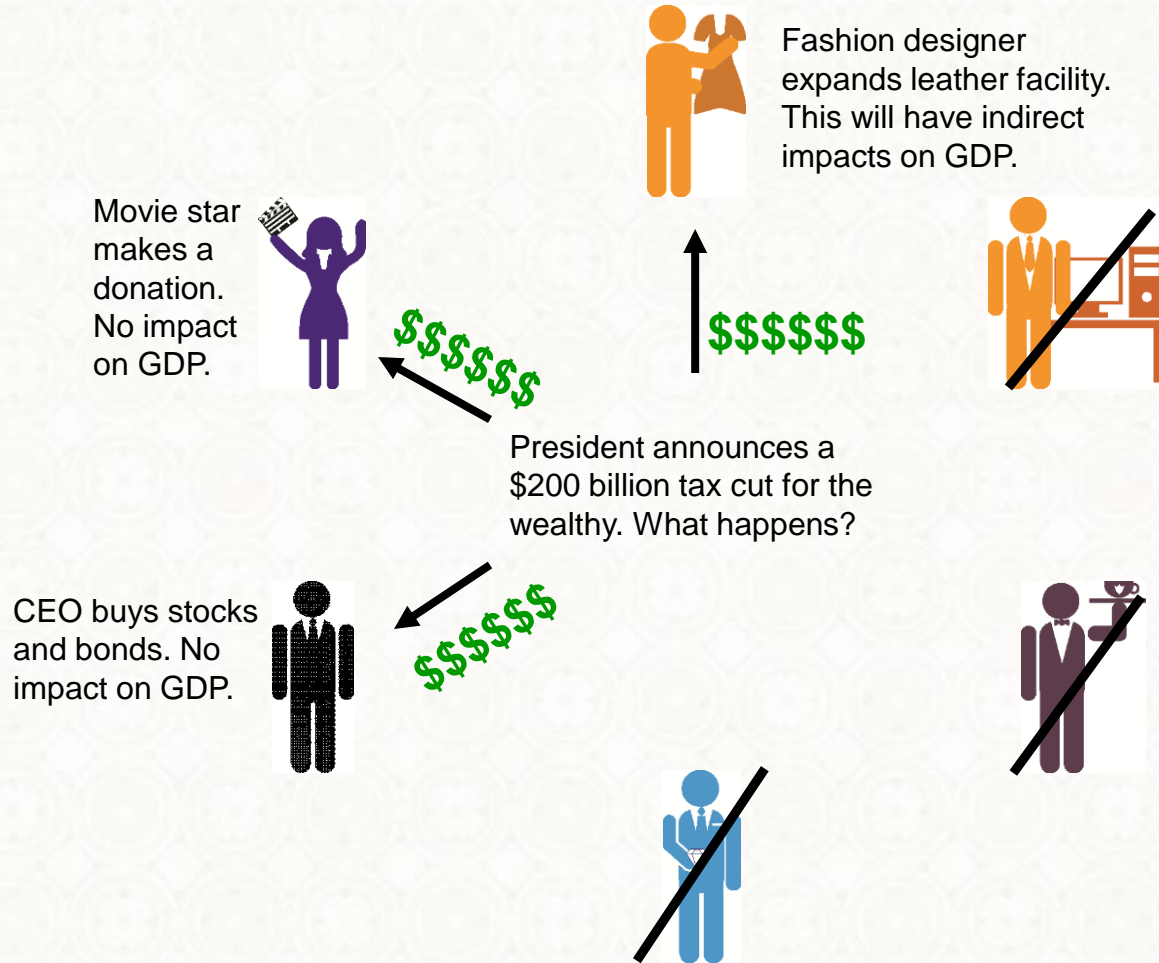 Fashion designer
expands leather facility.
This will have indirect
impacts on GDP.
Movie star
makes a
donation.
No impact
on GDP.
$$$$$$
$$$$$$
President announces a
$200 billion tax cut for the
wealthy. What happens?
CEO buys stocks
and bonds. No
impact on GDP.
$$$$$$